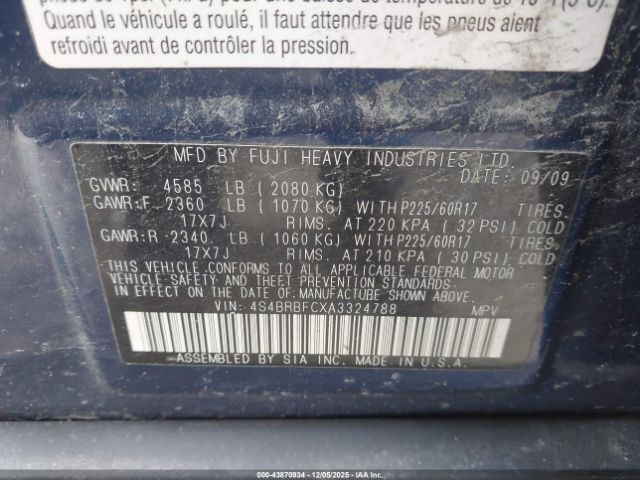 Quand le véhicule a roulé, il faut attendre que les pneus aient
refroidi avant de contrôler la pression.
MFD BY FUJI HEAVY INDUSTRIES LTD.
DATE: 09/09
GVWR: 4585 LB (2080 KG)
GAWR:F 2360 LB (1070 KG) WITH P225/60R17 TIRES,
17X7J RIMS. AT 220 KPA (32 PSI) COLD
GAWR:R 2340 LB (1060 KG) WITH P225/60R17 TIRES,
17X7J RIMS. AT 210 KPA (30 PSI) COLD
THIS VEHICLE CONFORMS TO ALL APPLICABLE FEDERAL MOTOR
VEHICLE SAFETY AND THEFT PREVENTION STANDARDS
IN EFFECT ON THE DATE OF MANUFACTURE SHOWN ABOVE.
VIN: 4S4BRBFCXA3324788 MPV
ASSEMBLED BY SIA INC. MADE IN U.S.A.
000-43870934 - 12/05/2025 - IAAI.COM